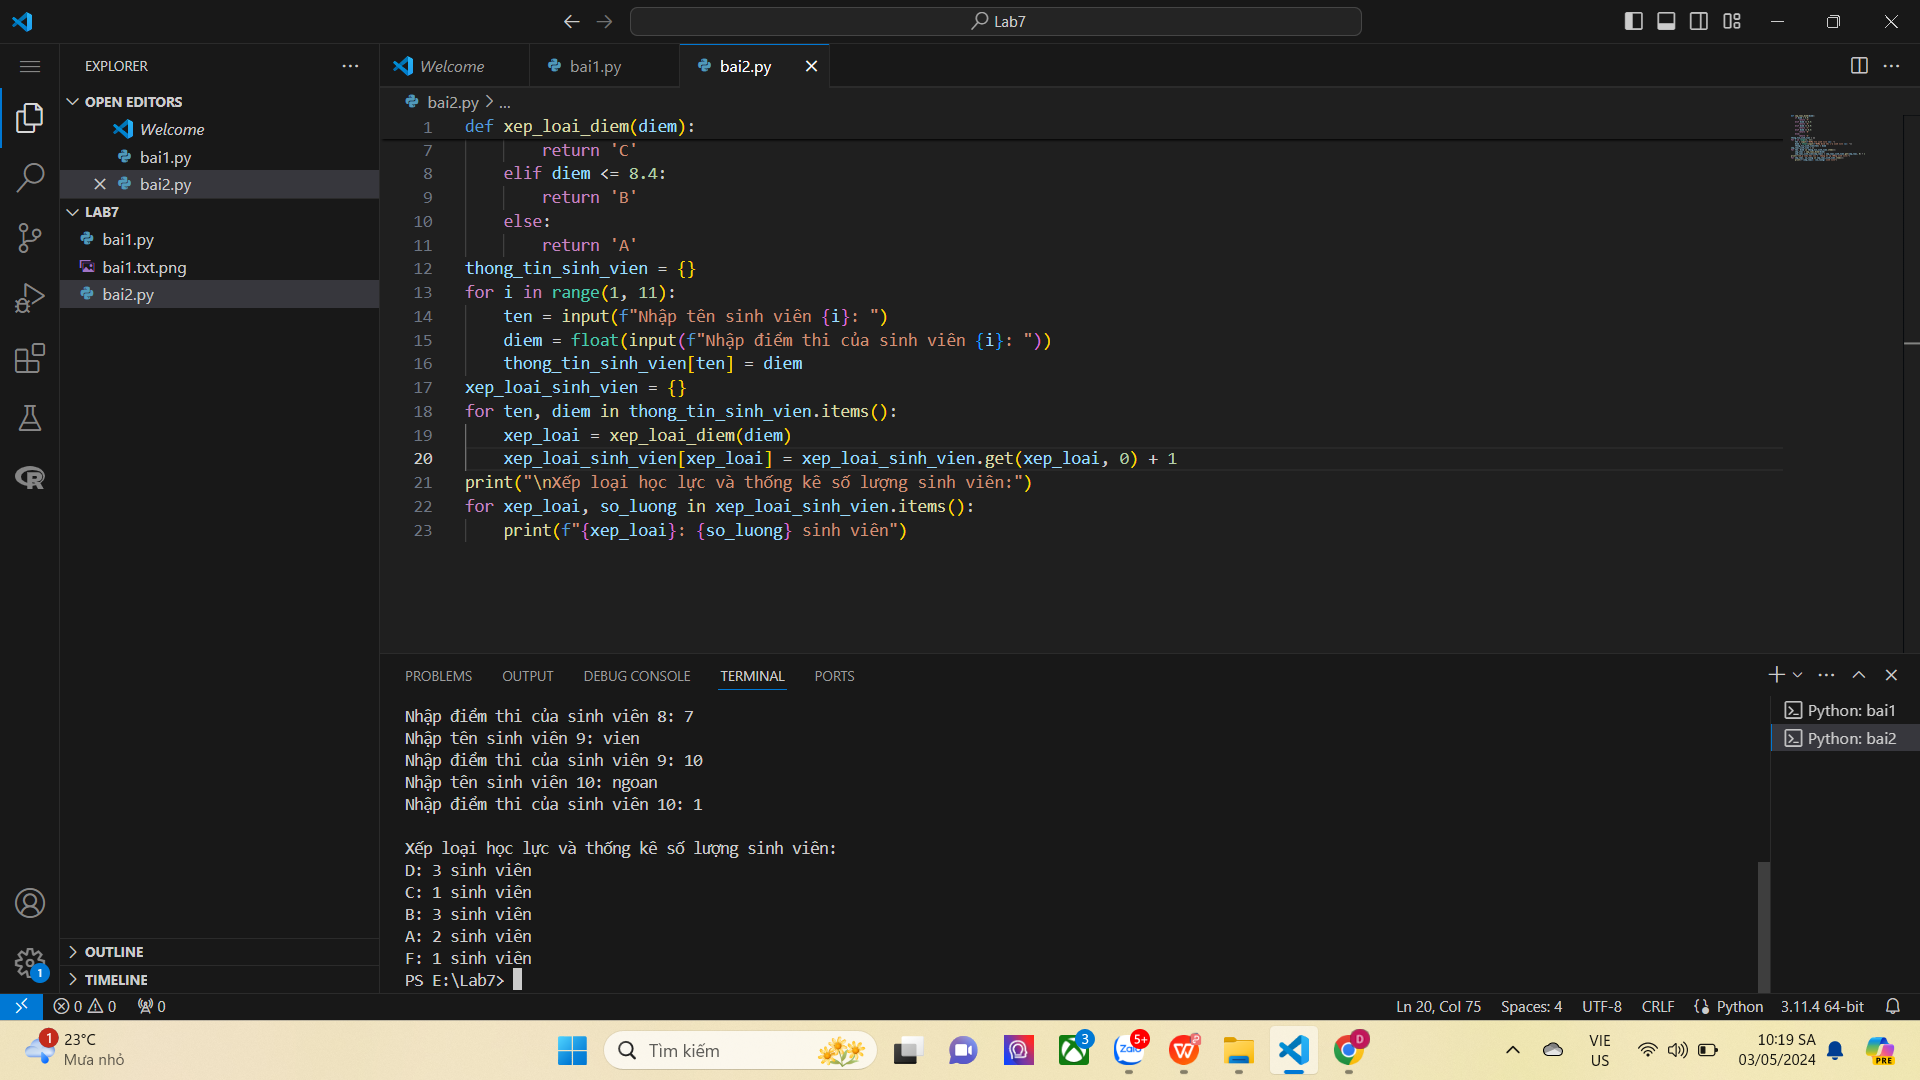 Lab7
EXPLORER
OPEN EDITORS
Welcome
bai1.py
bai2.py
LAB7
bai1.py
bai1.txt.png
bai2.py
OUTLINE
TIMELINE
Welcome
bai1.py
bai2.py
bai2.py > ...
1 def xep_loai_diem(diem):
7 return 'C'
8 elif diem <= 8.4:
9 return 'B'
10 else:
11 return 'A'
12 thong_tin_sinh_vien = {}
13 for i in range(1, 11):
14 ten = input(f"Nhập tên sinh viên {i}: ")
15 diem = float(input(f"Nhập điểm thi của sinh viên {i}: "))
16 thong_tin_sinh_vien[ten] = diem
17 xep_loai_sinh_vien = {}
18 for ten, diem in thong_tin_sinh_vien.items():
19 xep_loai = xep_loai_diem(diem)
20 xep_loai_sinh_vien[xep_loai] = xep_loai_sinh_vien.get(xep_loai, 0) + 1
21 print("\nXếp loại học lực và thống kê số lượng sinh viên:")
22 for xep_loai, so_luong in xep_loai_sinh_vien.items():
23 print(f"{xep_loai}: {so_luong} sinh viên")
PROBLEMS OUTPUT DEBUG CONSOLE TERMINAL PORTS
Nhập điểm thi của sinh viên 8: 7
Nhập tên sinh viên 9: vien
Nhập điểm thi của sinh viên 9: 10
Nhập tên sinh viên 10: ngoan
Nhập điểm thi của sinh viên 10: 1
Xếp loại học lực và thống kê số lượng sinh viên:
D: 3 sinh viên
C: 1 sinh viên
B: 3 sinh viên
A: 2 sinh viên
F: 1 sinh viên
PS E:\Lab7>
Python: bai1
Python: bai2
1
0 0 0
Ln 20, Col 75 Spaces: 4 UTF-8 CRLF Python 3.11.4 64-bit
1
23°C
Mưa nhỏ
Tìm kiếm
3
5+
Zalo
D
VIE
US
10:19 SA
03/05/2024
PRE